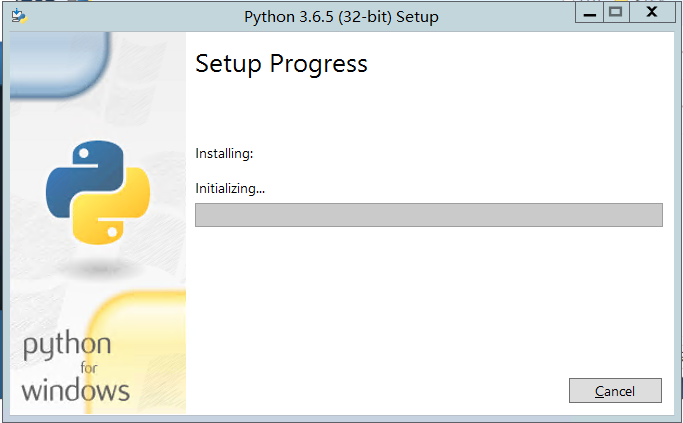 Python 3.6.5 (32-bit) Setup
Setup Progress
Installing:
Initializing...
python
for
windows
Cancel